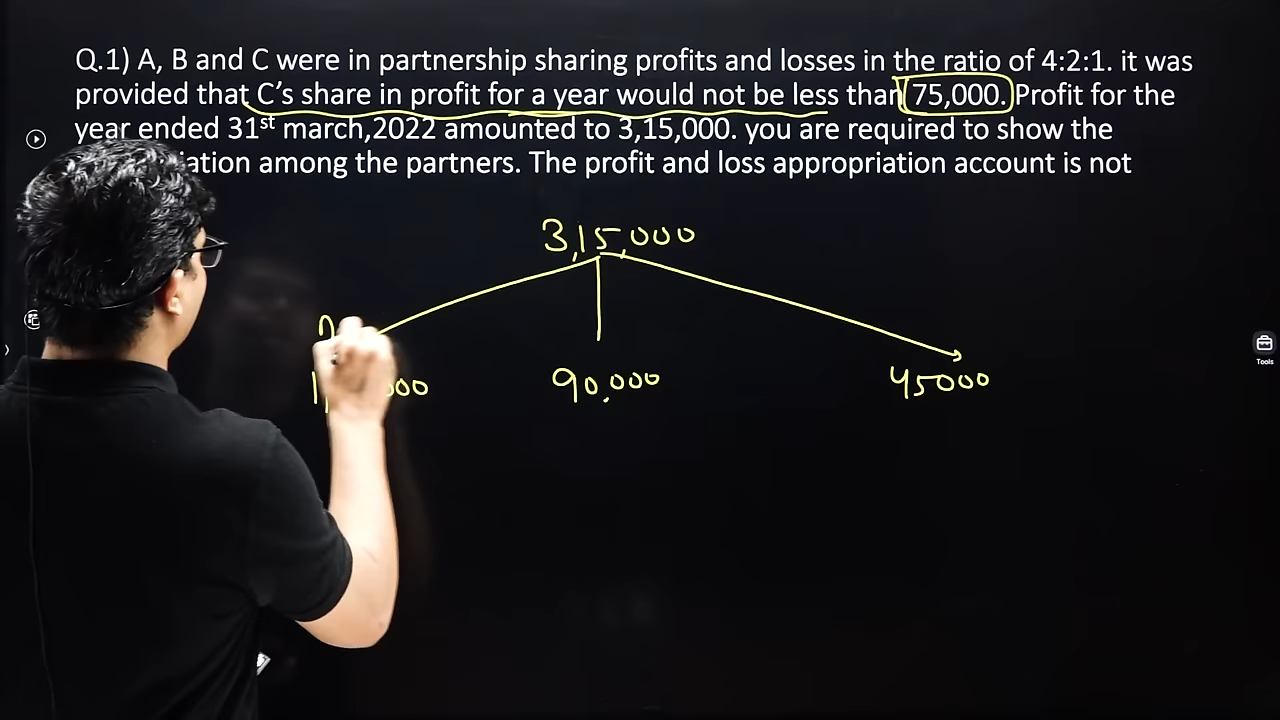 Q.1) A, B and C were in partnership sharing profits and losses in the ratio of 4:2:1. it was
provided that C's share in profit for a year would not be less than 75,000. Profit for the
year ended 31st march,2022 amounted to 3,15,000. you are required to show the
among the partners. The profit and loss appropriation account is not
3,15,000
90,000
45000
Tools